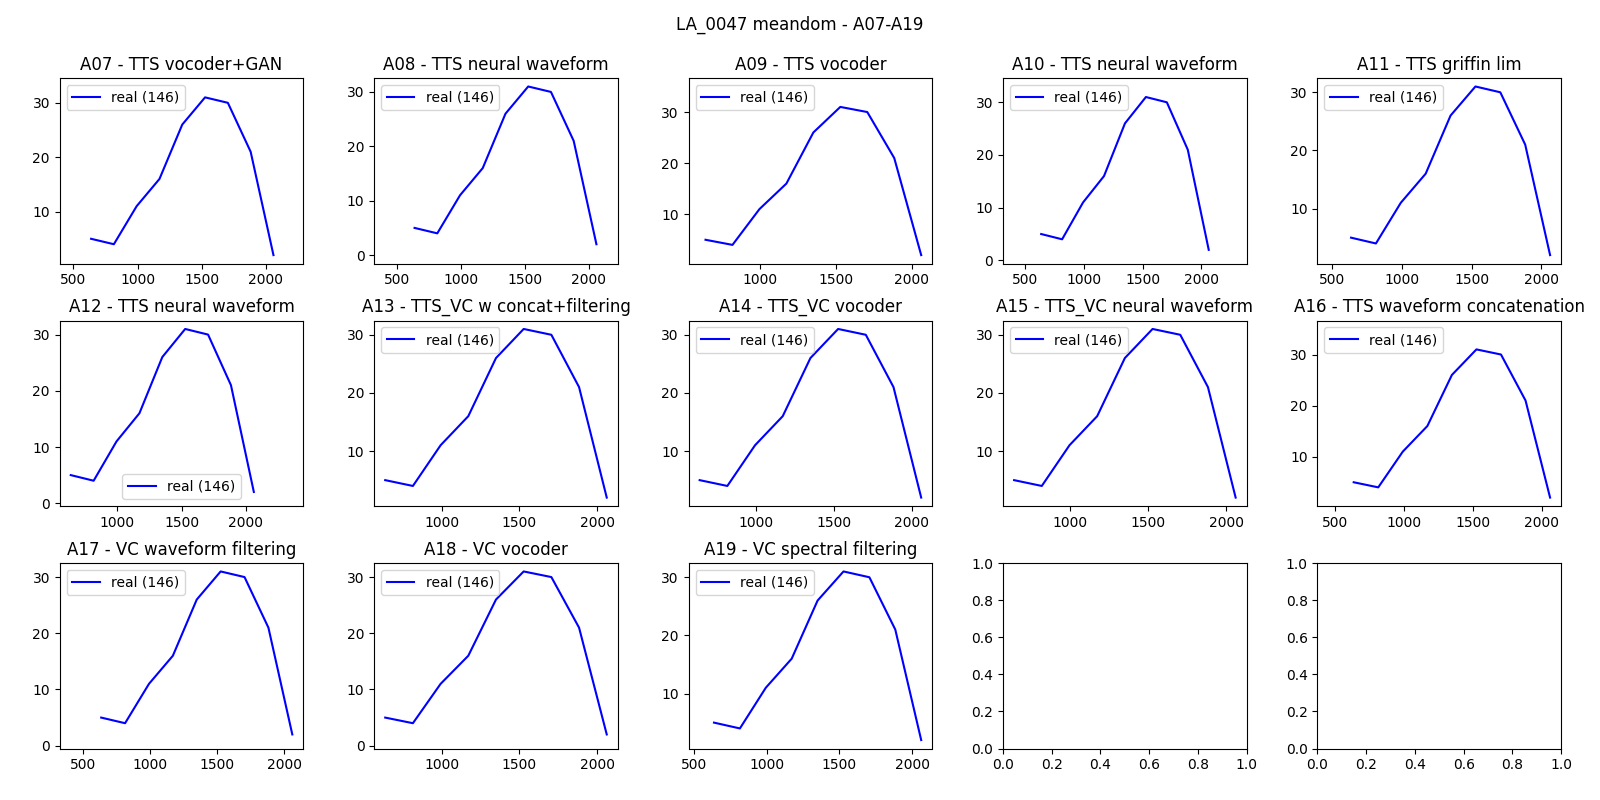 LA_0047 meandom - A07-A19
A07 - TTS vocoder+GAN
A08 - TTS neural waveform
A09 - TTS vocoder
A10 - TTS neural waveform
A11 - TTS griffin lim
real (146)
real (146)
real (146)
real (146)
real (146)
30
20
10
30
20
10
0
30
20
10
30
20
10
0
30
20
10
500 1000 1500 2000
500 1000 1500 2000
1000 1500 2000
500 1000 1500 2000
500 1000 1500 2000
A12 - TTS neural waveform
A13 - TTS_VC w concat+filtering
A14 - TTS_VC vocoder
A15 - TTS_VC neural waveform
A16 - TTS waveform concatenation
real (146)
real (146)
real (146)
real (146)
real (146)
30
20
10
0
30
20
10
30
20
10
30
20
10
30
20
10
1000 1500 2000
1000 1500 2000
1000 1500 2000
1000 1500 2000
500 1000 1500 2000
A17 - VC waveform filtering
A18 - VC vocoder
A19 - VC spectral filtering
real (146)
real (146)
real (146)
30
20
10
0
30
20
10
0
30
20
10
1.0
0.8
0.6
0.4
0.2
0.0
1.0
0.8
0.6
0.4
0.2
0.0
500 1000 1500 2000
1000 1500 2000
500 1000 1500 2000
0.0 0.2 0.4 0.6 0.8 1.0
0.0 0.2 0.4 0.6 0.8 1.0